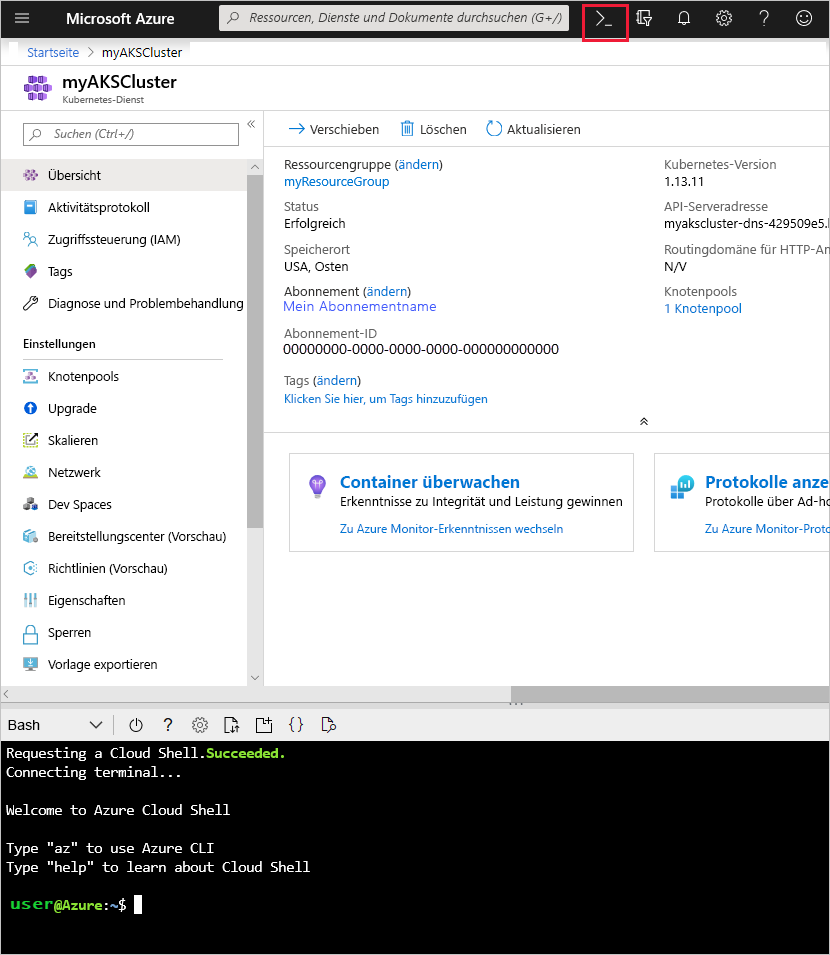 Microsoft Azure
Ressourcen, Dienste und Dokumente durchsuchen (G+/)
Startseite > myAKSCluster
myAKSCluster
Kubernetes-Dienst
Suchen (Ctrl+/)
Übersicht
Aktivitätsprotokoll
Zugriffssteuerung (IAM)
Tags
Diagnose und Problembehandlung
Einstellungen
Knotenpools
Upgrade
Skalieren
Netzwerk
Dev Spaces
Bereitstellungscenter (Vorschau)
Richtlinien (Vorschau)
Eigenschaften
Sperren
Vorlage exportieren
Verschieben
Löschen
Aktualisieren
Ressourcengruppe (ändern)
myResourceGroup
Status
Erfolgreich
Speicherort
USA, Osten
Abonnement (ändern)
Mein Abonnementname
Abonnement-ID
00000000-0000-0000-0000-000000000000
Tags (ändern)
Klicken Sie hier, um Tags hinzuzufügen
Kubernetes-Version
1.13.11
API-Serveradresse
myakscluster-dns-429509e5.
Routingdomäne für HTTP-An
N/V
Knotenpools
1 Knotenpool
Container überwachen
Erkenntnisse zu Integrität und Leistung gewinnen
Zu Azure Monitor-Erkenntnissen wechseln
Protokolle anze
Protokolle über Ad-ho
Zu Azure Monitor-Proto
Bash
Requesting a Cloud Shell.Succeeded.
Connecting terminal...
Welcome to Azure Cloud Shell
Type "az" to use Azure CLI
Type "help" to learn about Cloud Shell
user@Azure:~$